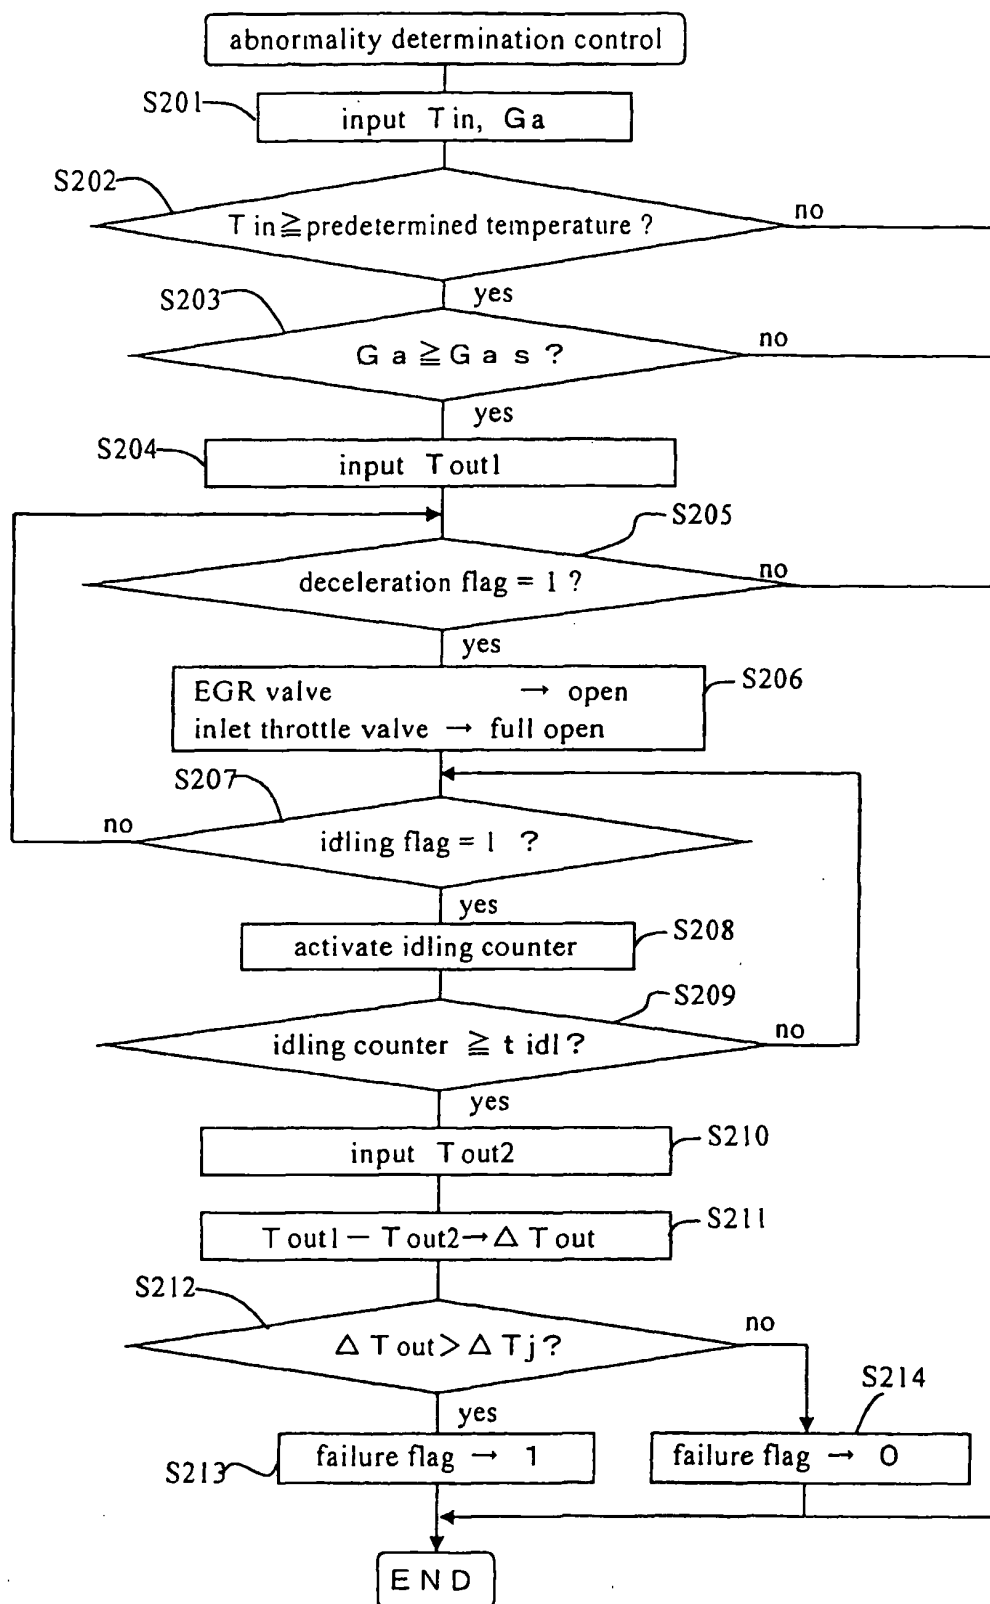 abnormality determination control
S201
input Tin, Ga
S202
Tin≧predetermined temperature ?
no
yes
S203
Ga≧Gas ?
no
yes
S204
input Tout1
S205
deceleration flag = 1 ?
no
yes
S206
EGR valve → open
inlet throttle valve → full open
S207
no
idling flag = 1 ?
yes
activate idling counter
S208
S209
idling counter ≧ t idl ?
no
yes
input Tout2
S210
Tout1 − Tout2 → △Tout
S211
S212
△Tout > △Tj ?
no
yes
S214
S213
failure flag → 1
failure flag → 0
END